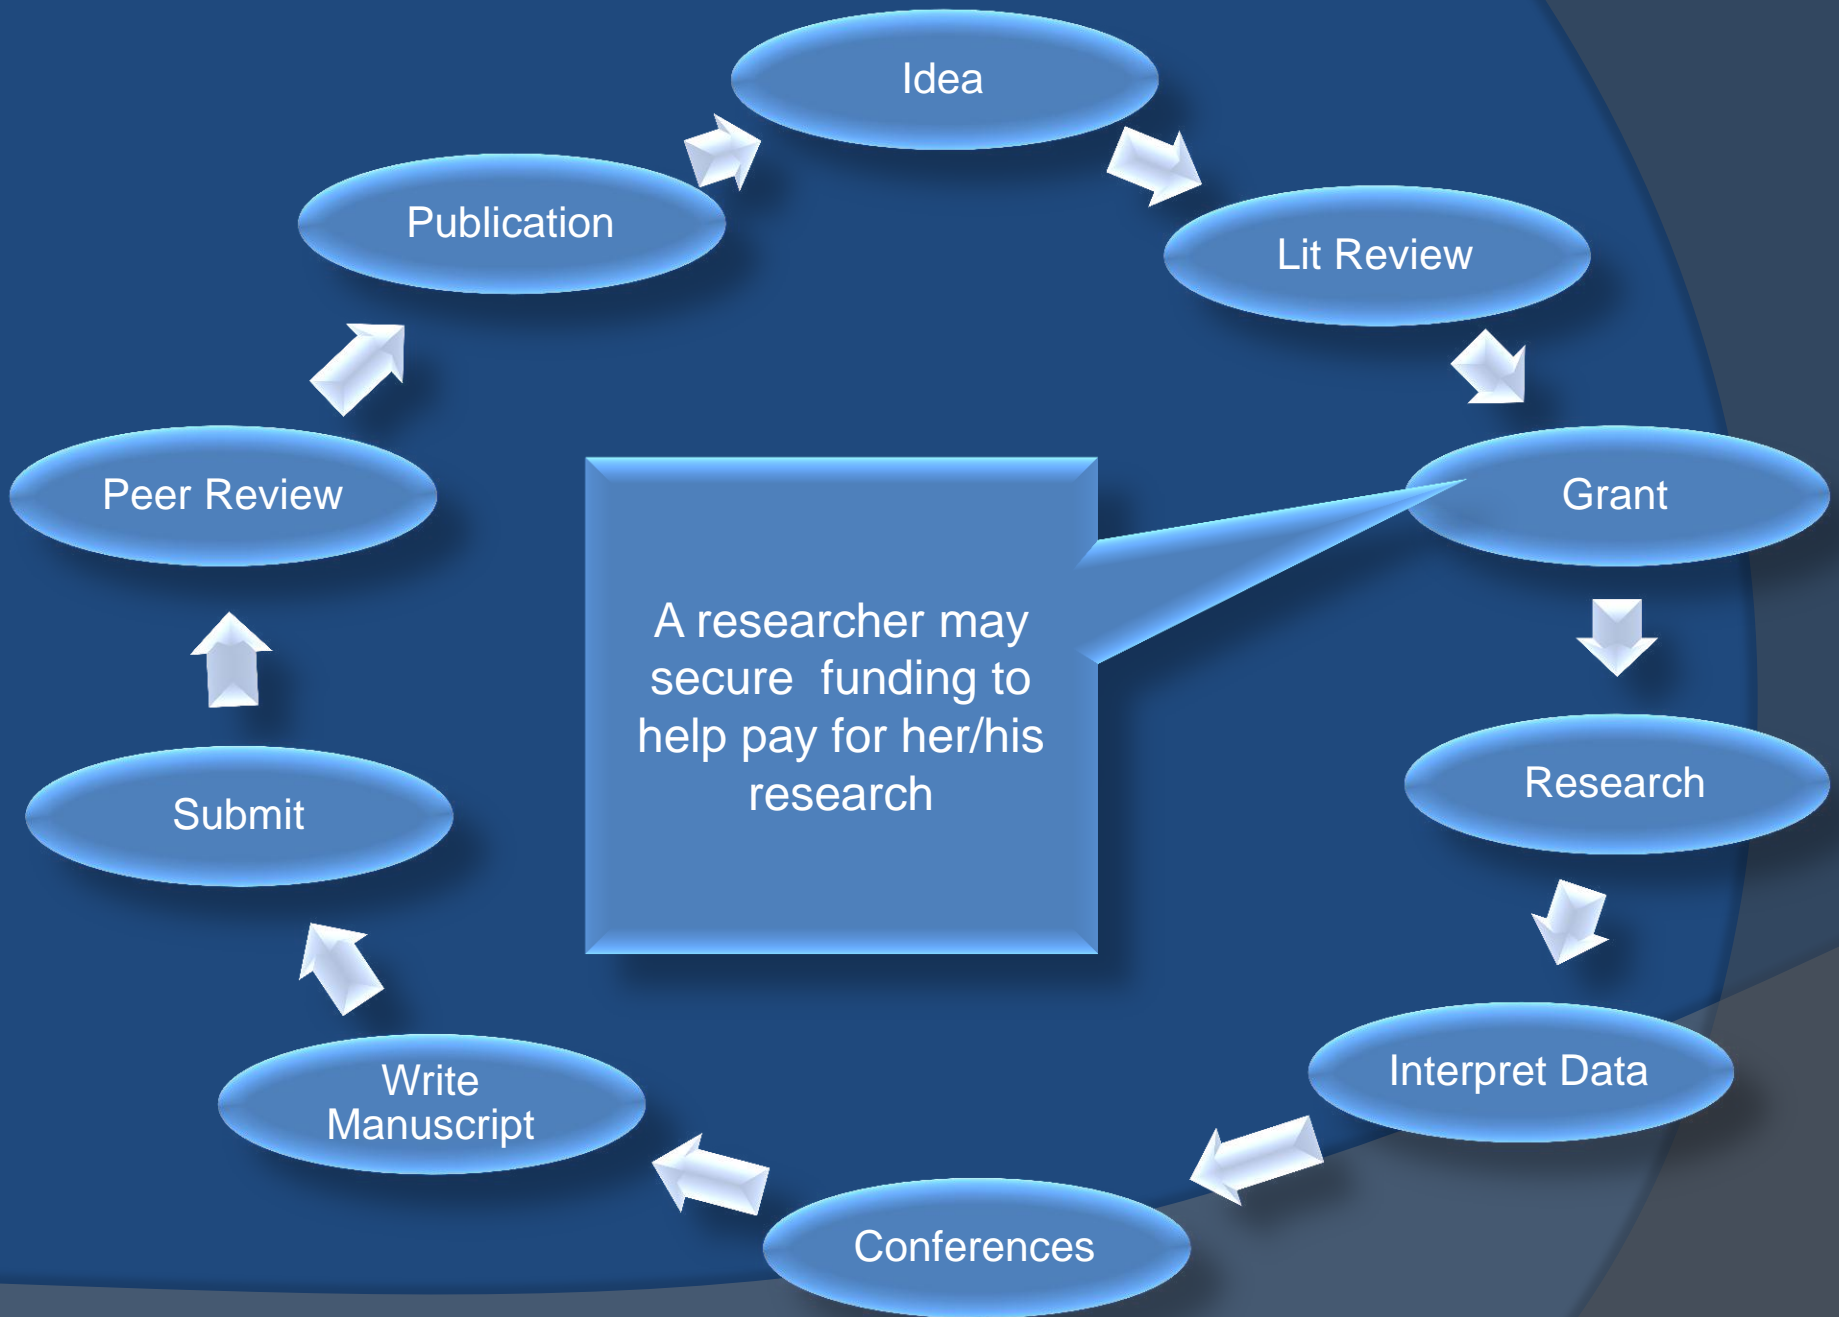 Idea
Lit Review
Grant
Research
Interpret Data
Conferences
Write
Manuscript
Submit
Peer Review
Publication
A researcher may
secure  funding to
help pay for her/his
research